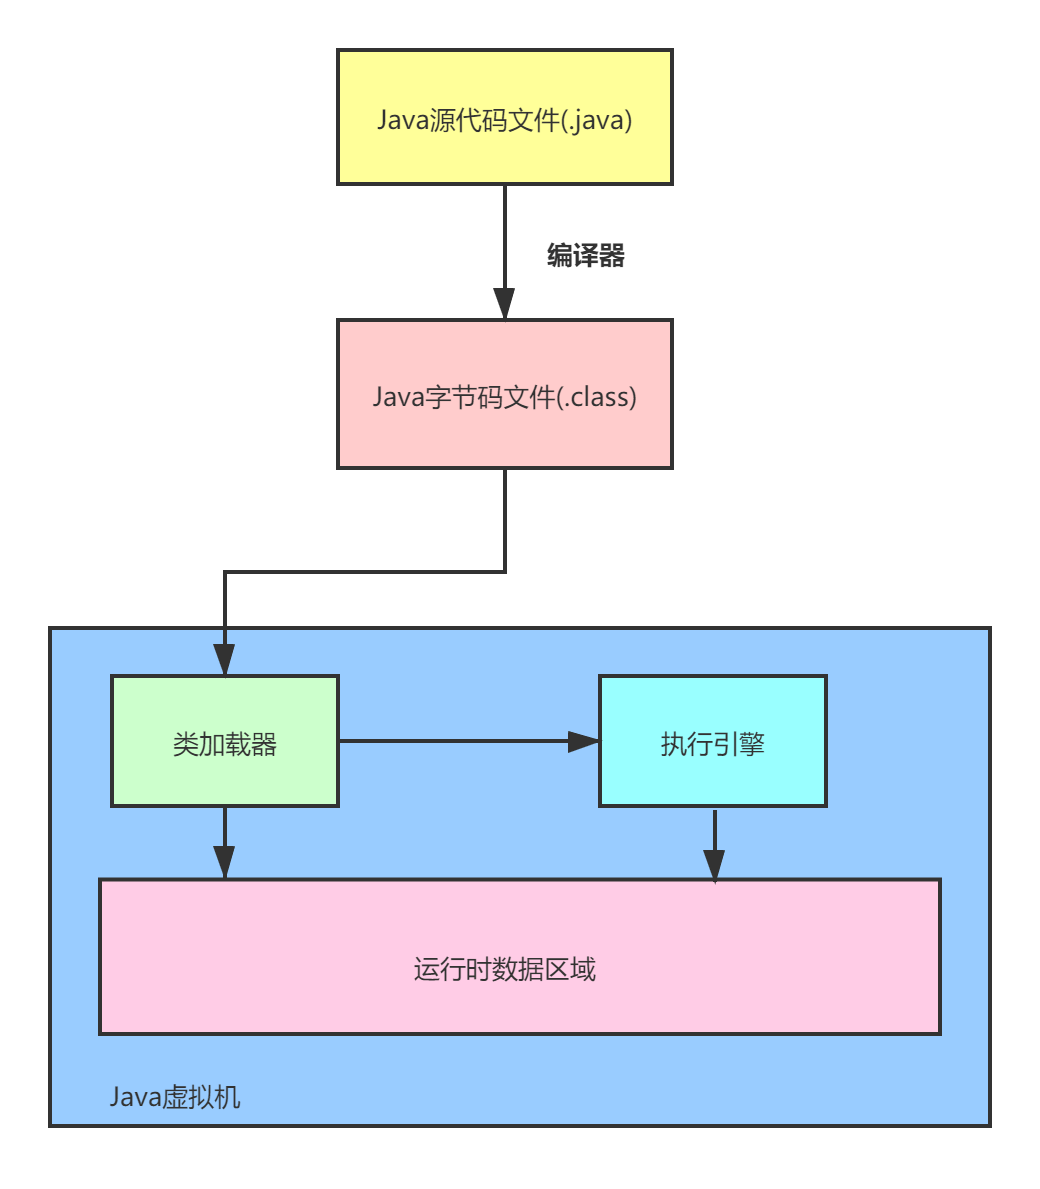 Java源代码文件(.java)
编译器
Java字节码文件(.class)
类加载器
执行引擎
运行时数据区域
Java虚拟机